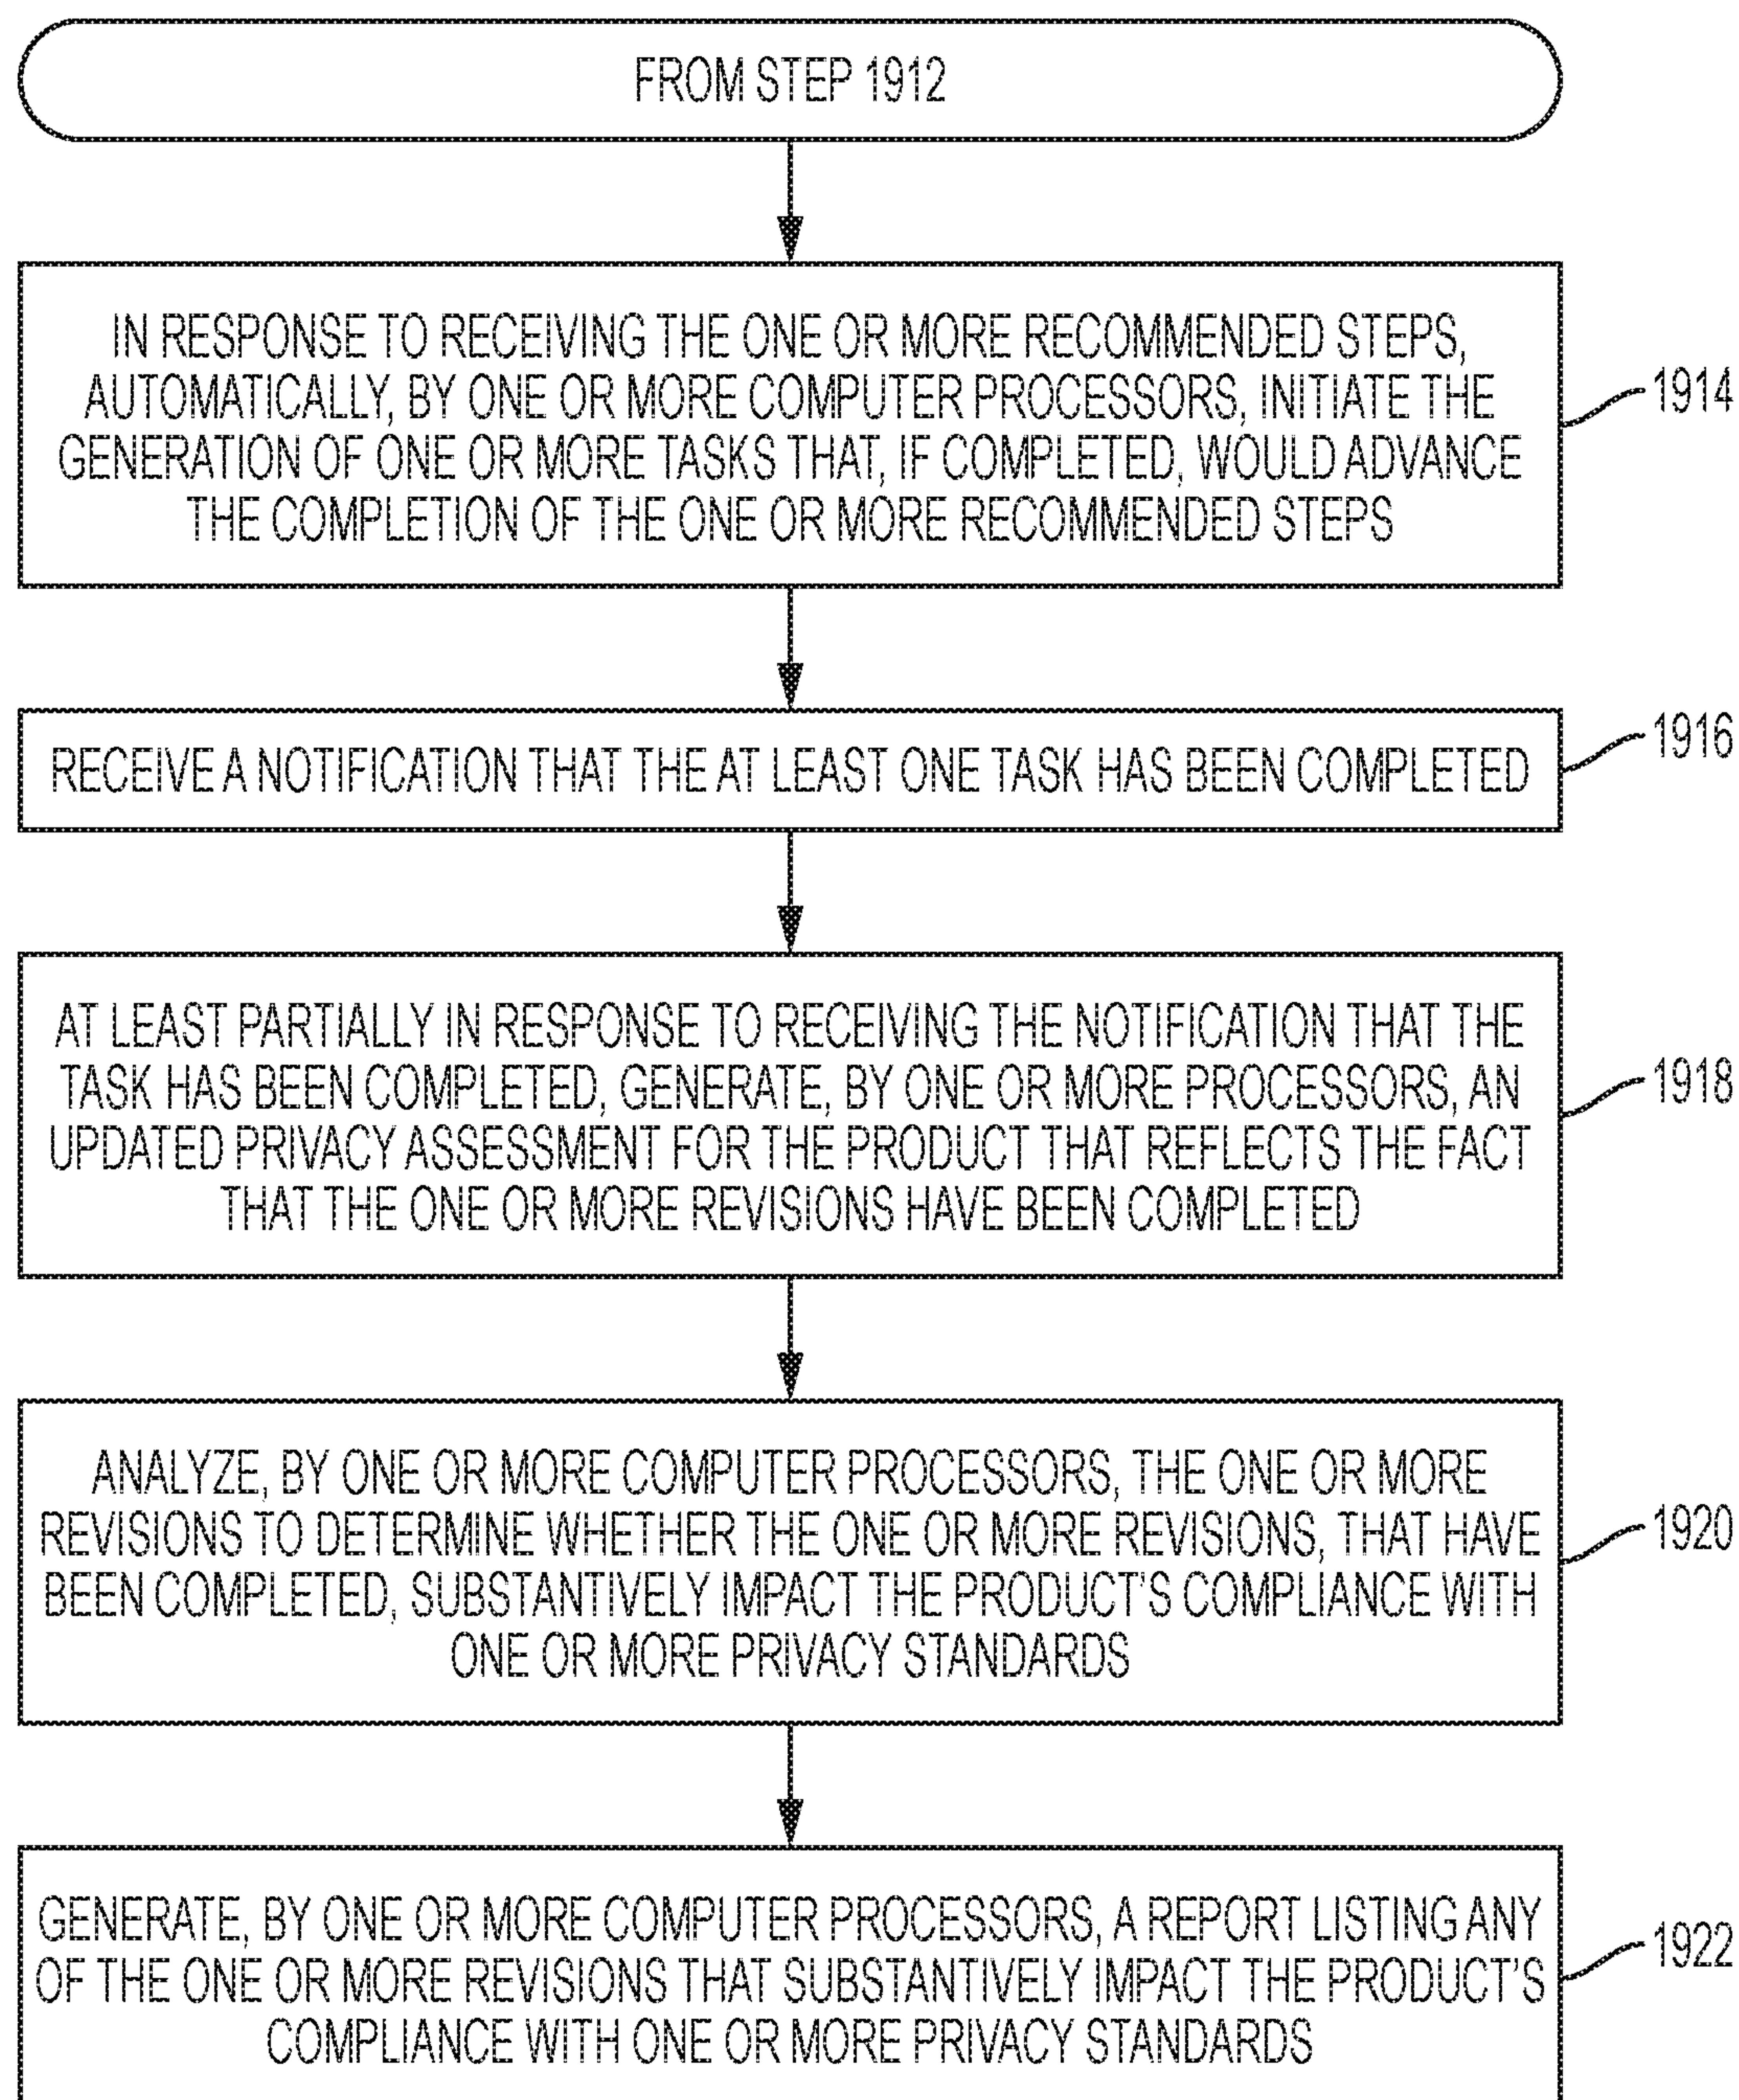 FROM STEP 1912
IN RESPONSE TO RECEIVING THE ONE OR MORE RECOMMENDED STEPS,
AUTOMATICALLY, BY ONE OR MORE COMPUTER PROCESSORS, INITIATE THE
GENERATION OF ONE OR MORE TASKS THAT, IF COMPLETED, WOULD ADVANCE
THE COMPLETION OF THE ONE OR MORE RECOMMENDED STEPS
1914
RECEIVE A NOTIFICATION THAT THE AT LEAST ONE TASK HAS BEEN COMPLETED
1916
AT LEAST PARTIALLY IN RESPONSE TO RECEIVING THE NOTIFICATION THAT THE
TASK HAS BEEN COMPLETED, GENERATE, BY ONE OR MORE PROCESSORS, AN
UPDATED PRIVACY ASSESSMENT FOR THE PRODUCT THAT REFLECTS THE FACT
THAT THE ONE OR MORE REVISIONS HAVE BEEN COMPLETED
1918
ANALYZE, BY ONE OR MORE COMPUTER PROCESSORS, THE ONE OR MORE
REVISIONS TO DETERMINE WHETHER THE ONE OR MORE REVISIONS, THAT HAVE
BEEN COMPLETED, SUBSTANTIVELY IMPACT THE PRODUCT'S COMPLIANCE WITH
ONE OR MORE PRIVACY STANDARDS
1920
GENERATE, BY ONE OR MORE COMPUTER PROCESSORS, A REPORT LISTING ANY
OF THE ONE OR MORE REVISIONS THAT SUBSTANTIVELY IMPACT THE PRODUCT'S
COMPLIANCE WITH ONE OR MORE PRIVACY STANDARDS
1922